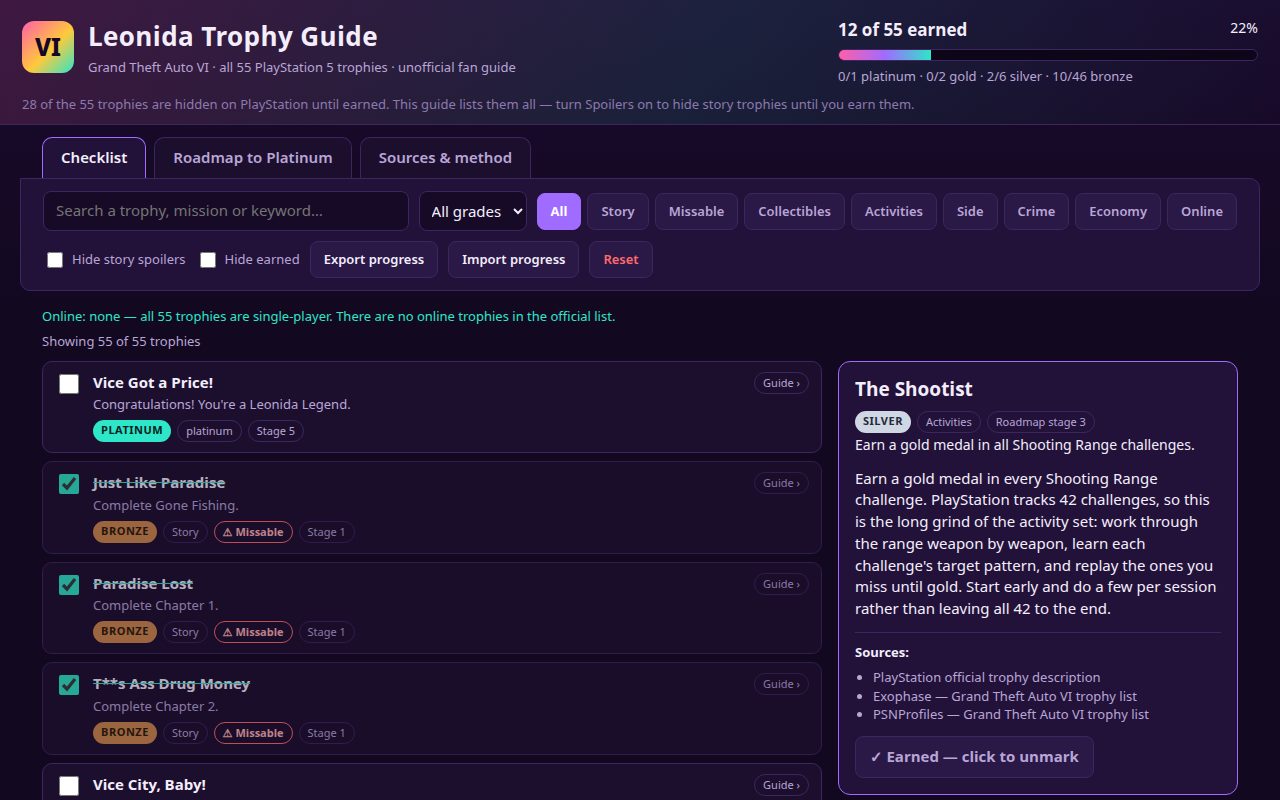 VI
Leonida Trophy Guide
Grand Theft Auto VI · all 55 PlayStation 5 trophies · unofficial fan guide
12 of 55 earned
22%
0/1 platinum · 0/2 gold · 2/6 silver · 10/46 bronze
28 of the 55 trophies are hidden on PlayStation until earned. This guide lists them all — turn Spoilers on to hide story trophies until you earn them.
Checklist
Roadmap to Platinum
Sources & method
Search a trophy, mission or keyword...
All grades
All
Story
Missable
Collectibles
Activities
Side
Crime
Economy
Online
Hide story spoilers
Hide earned
Export progress
Import progress
Reset
Online: none — all 55 trophies are single-player. There are no online trophies in the official list.
Showing 55 of 55 trophies
Vice Got a Price!
Guide ›
Congratulations! You're a Leonida Legend.
PLATINUM
platinum
Stage 5
Just Like Paradise
Guide ›
Complete Gone Fishing.
BRONZE
Story
⚠ Missable
Stage 1
Paradise Lost
Guide ›
Complete Chapter 1.
BRONZE
Story
⚠ Missable
Stage 1
T**s Ass Drug Money
Guide ›
Complete Chapter 2.
BRONZE
Story
⚠ Missable
Stage 1
Vice City, Baby!
Guide ›
The Shootist
SILVER
Activities
Roadmap stage 3
Earn a gold medal in all Shooting Range challenges.
Earn a gold medal in every Shooting Range
challenge. PlayStation tracks 42 challenges, so this
is the long grind of the activity set: work through
the range weapon by weapon, learn each
challenge's target pattern, and replay the ones you
miss until gold. Start early and do a few per session
rather than leaving all 42 to the end.
Sources:
• PlayStation official trophy description
• Exophase — Grand Theft Auto VI trophy list
• PSNProfiles — Grand Theft Auto VI trophy list
✓ Earned — click to unmark